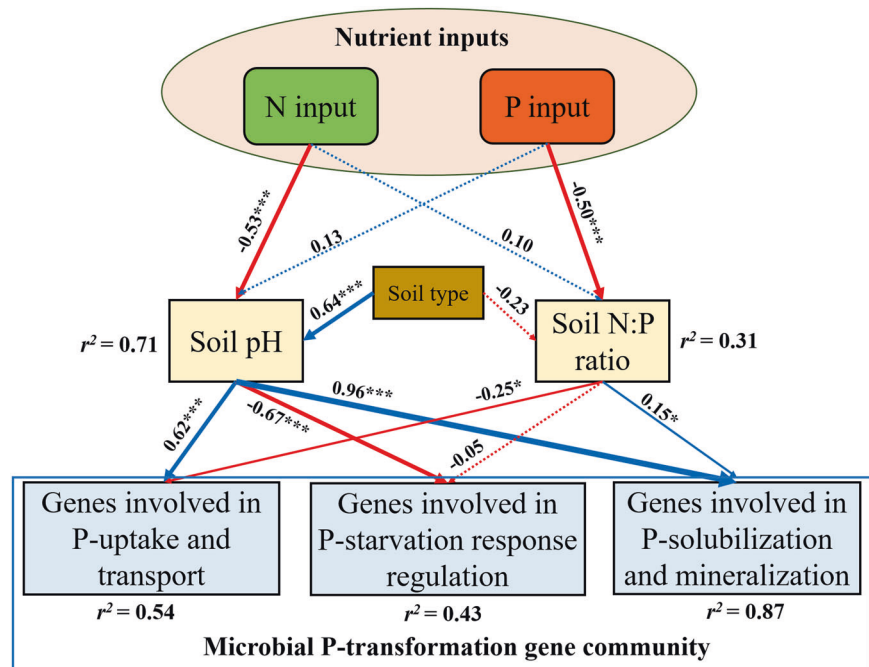 Nutrient inputs
N input
P input
-0.53***
0.13
0.10
-0.50***
Soil type
0.64***
-0.23
r² = 0.71
Soil pH
Soil N:P
ratio
r² = 0.31
0.62***
-0.67***
0.96***
-0.25*
-0.05
0.15*
Genes involved in
P-uptake and
transport
Genes involved in
P-starvation response
regulation
Genes involved in
P-solubilization
and mineralization
r² = 0.54
r² = 0.43
r² = 0.87
Microbial P-transformation gene community